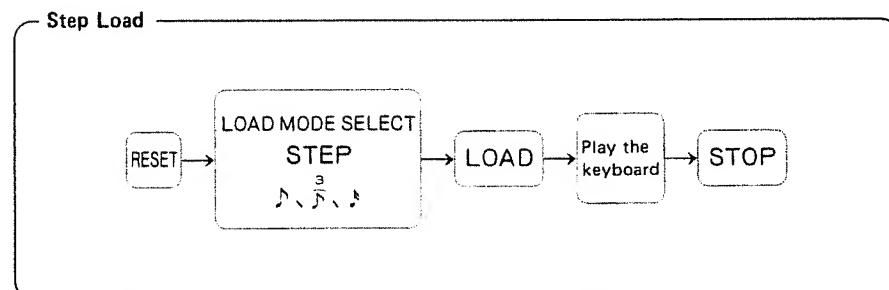 Step Load
RESET
LOAD MODE SELECT
STEP
3
♪、♪、𝅘𝅥𝅯
LOAD
Play the
keyboard
STOP